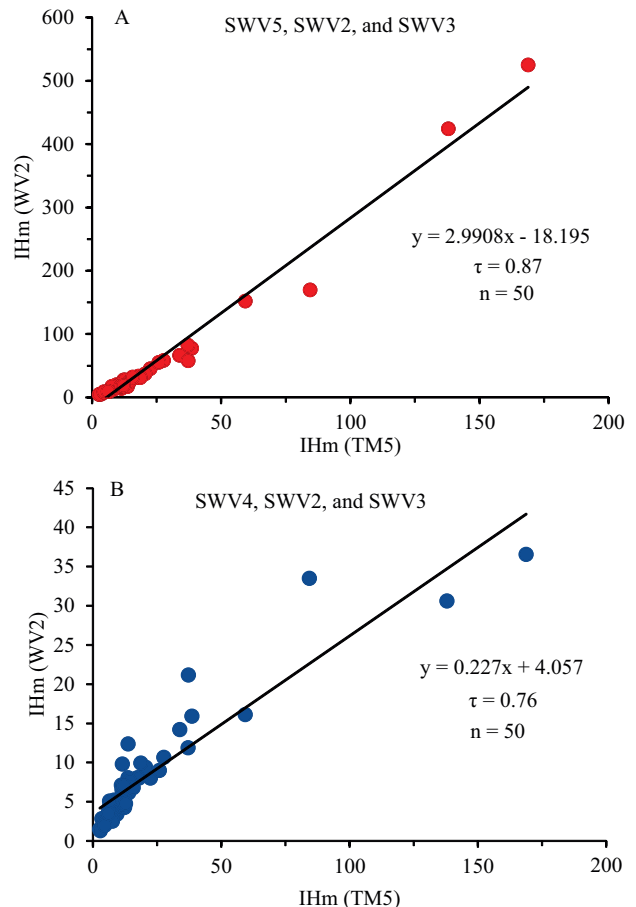 A
SWV5, SWV2, and SWV3
600
500
400
300
200
100
0
IHm (WV2)
y = 2.9908x - 18.195
τ = 0.87
n = 50
0 50 100 150 200
IHm (TM5)
B
SWV4, SWV2, and SWV3
45
40
35
30
25
20
15
10
5
0
IHm (WV2)
y = 0.227x + 4.057
τ = 0.76
n = 50
0 50 100 150 200
IHm (TM5)